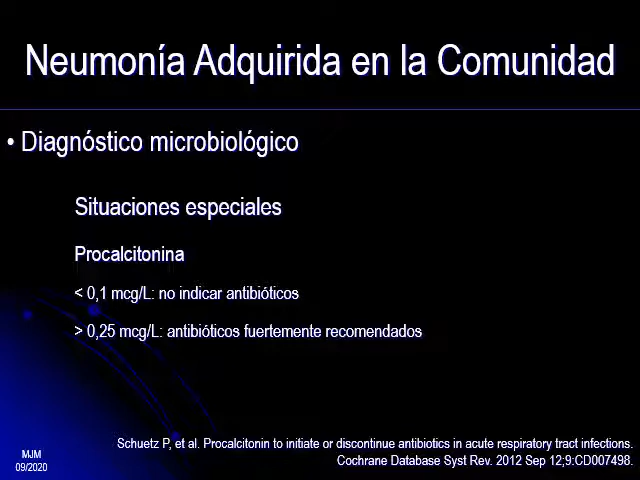 Neumonía Adquirida en la Comunidad
• Diagnóstico microbiológico
Situaciones especiales
Procalcitonina
< 0,1 mcg/L: no indicar antibióticos
> 0,25 mcg/L: antibióticos fuertemente recomendados
Schuetz P, et al. Procalcitonin to initiate or discontinue antibiotics in acute respiratory tract infections.
Cochrane Database Syst Rev. 2012 Sep 12;9:CD007498.
MJM
09/2020